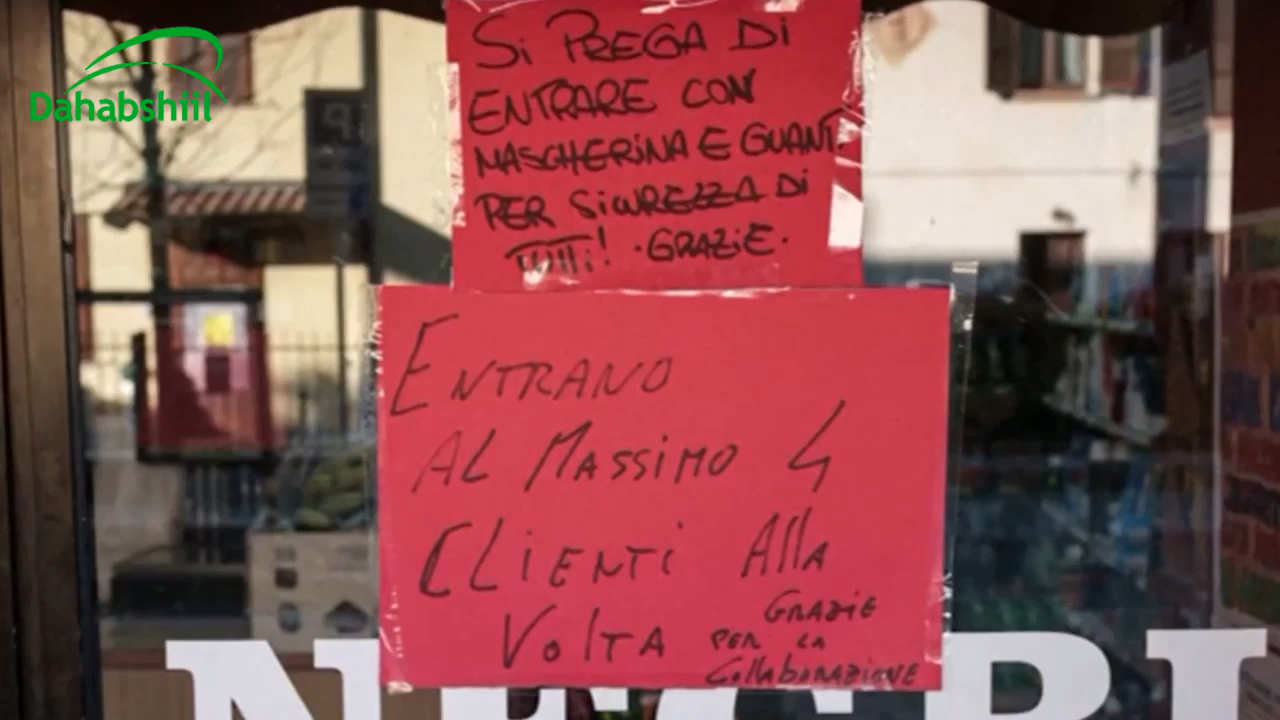 Dahabshiil
Si PREGA Di
ENTRARE CON
MASCHERiNA E GUANTi
PER SiCUREZZA Di
TUTTi! ·GRAZiE·
ENTRANO
AL MASSIMO 4
CLiENTi AllA
VoLTA
GRAZiE
PER LA
CollaboRAZIONE